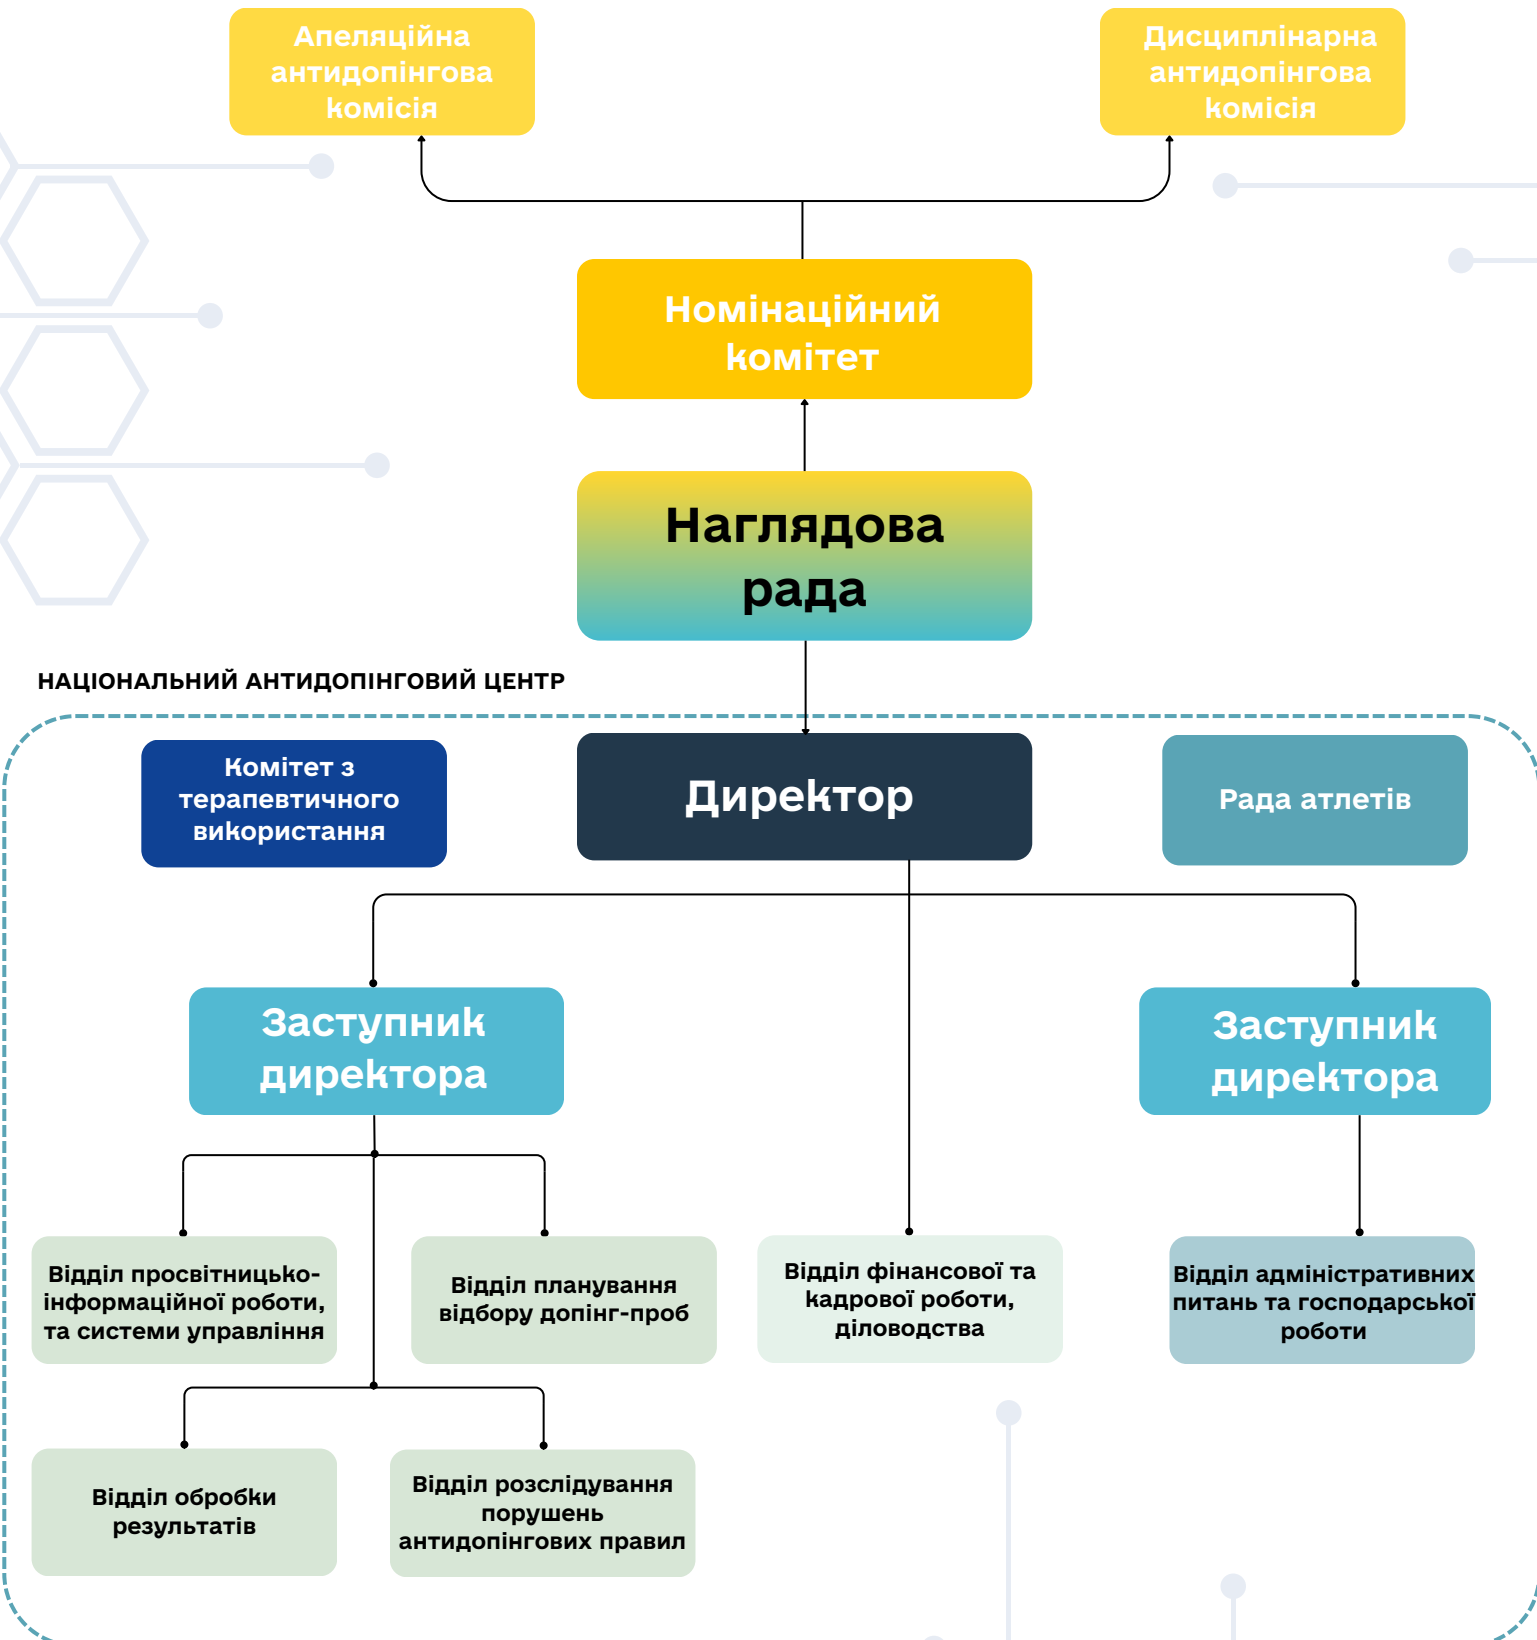 Апеляційна
антидопінгова
комісія
Дисциплінарна
антидопінгова
комісія
Номінаційний
комітет
Наглядова
рада
НАЦІОНАЛЬНИЙ АНТИДОПІНГОВИЙ ЦЕНТР
Комітет з
терапевтичного
використання
Директор
Рада атлетів
Заступник
директора
Заступник
директора
Відділ просвітницько-
інформаційної роботи,
та системи управління
Відділ планування
відбору допінг-проб
Відділ фінансової та
кадрової роботи,
діловодства
Відділ адміністративних
питань та господарської
роботи
Відділ обробки
результатів
Відділ розслідування
порушень
антидопінгових правил